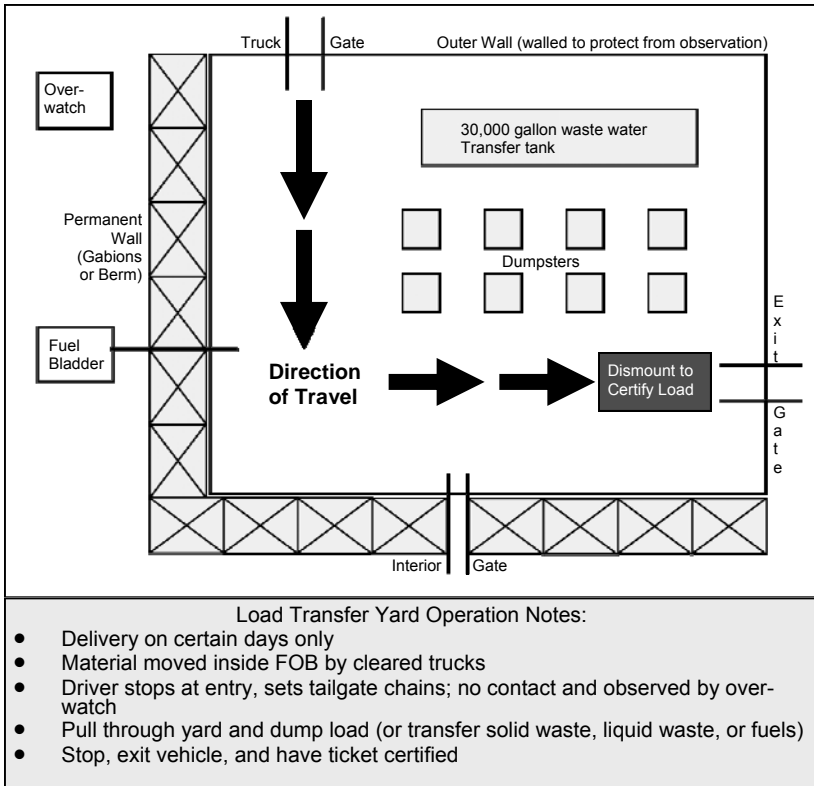 Truck Gate Outer Wall (walled to protect from observation)
Over-
watch
30,000 gallon waste water
Transfer tank
Permanent
Wall
(Gabions
or Berm)
Dumpsters
Exit Gate
Fuel
Bladder
Direction
of Travel
Dismount to
Certify Load
Interior Gate
Load Transfer Yard Operation Notes:
• Delivery on certain days only
• Material moved inside FOB by cleared trucks
• Driver stops at entry, sets tailgate chains; no contact and observed by over-
watch
• Pull through yard and dump load (or transfer solid waste, liquid waste, or fuels)
• Stop, exit vehicle, and have ticket certified